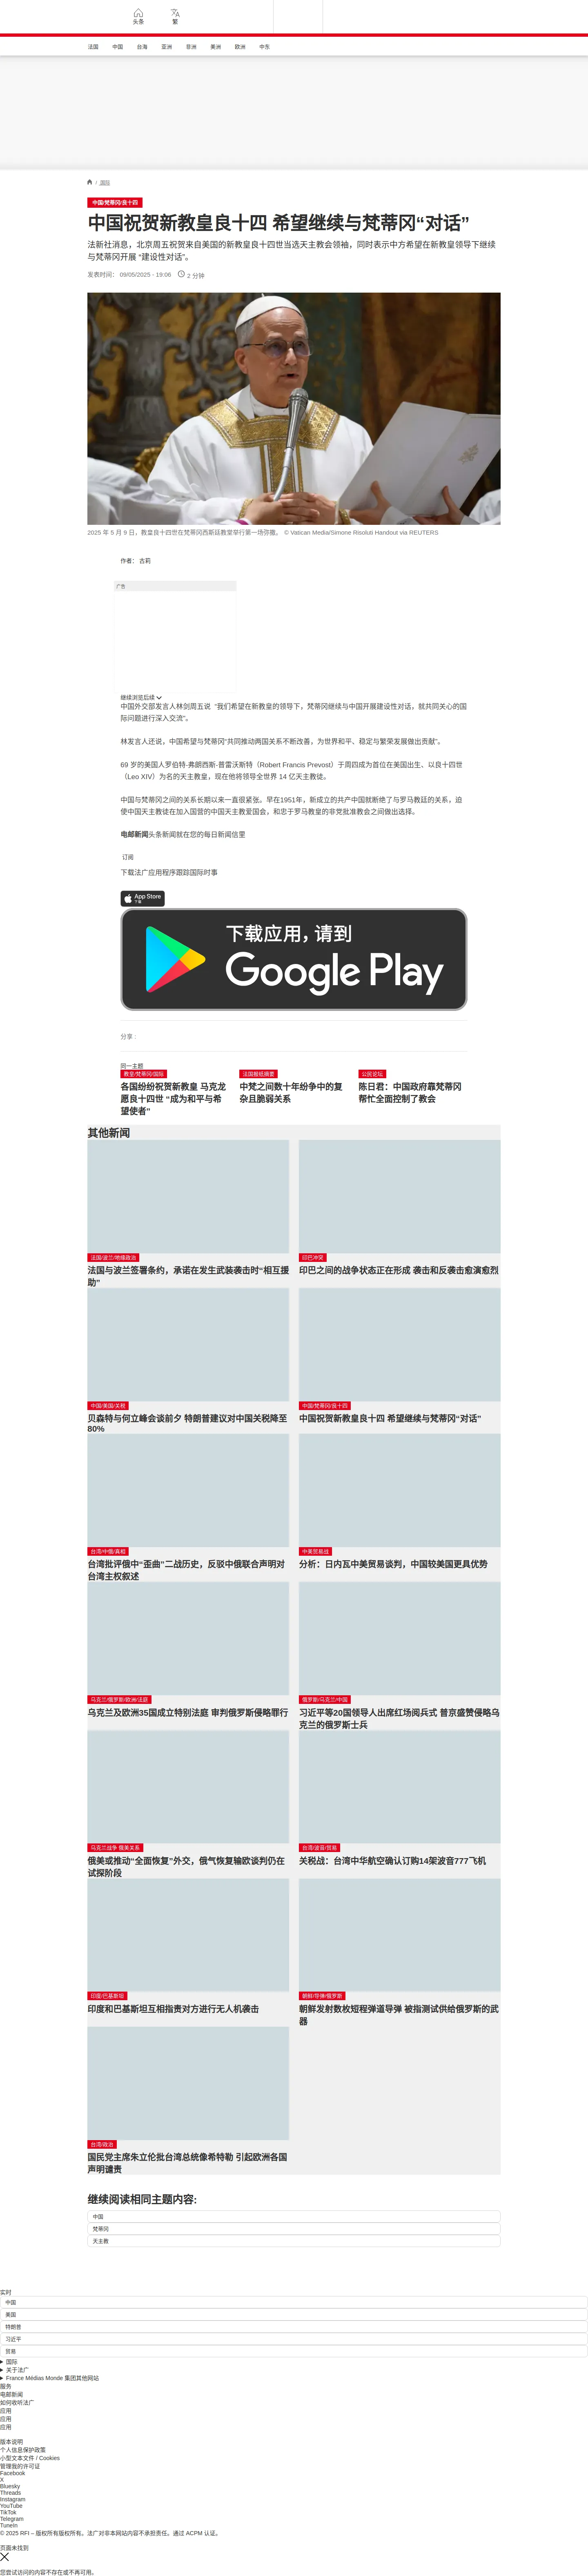 头条
繁
法国 中国 台海 亚洲 非洲 美洲 欧洲 中东
/ 国际
中国/梵蒂冈/良十四
中国祝贺新教皇良十四 希望继续与梵蒂冈“对话”
法新社消息，北京周五祝贺来自美国的新教皇良十四世当选天主教会领袖，同时表示中方希望在新教皇领导下继续
与梵蒂冈开展 “建设性对话”。
发表时间： 09/05/2025 - 19:06 2 分钟
2025 年 5 月 9 日，教皇良十四世在梵蒂冈西斯廷教堂举行第一场弥撒。 © Vatican Media/Simone Risoluti Handout via REUTERS
作者： 古莉
广告
继续浏览后续
中国外交部发言人林剑周五说 “我们希望在新教皇的领导下，梵蒂冈继续与中国开展建设性对话，就共同关心的国
际问题进行深入交流”。
林发言人还说，中国希望与梵蒂冈“共同推动两国关系不断改善，为世界和平、稳定与繁荣发展做出贡献”。
69 岁的美国人罗伯特-弗朗西斯-普雷沃斯特（Robert Francis Prevost）于周四成为首位在美国出生、以良十四世
（Leo XIV）为名的天主教皇，现在他将领导全世界 14 亿天主教徒。
中国与梵蒂冈之间的关系长期以来一直很紧张。早在1951年，新成立的共产中国就断绝了与罗马教廷的关系，迫
使中国天主教徒在加入国营的中国天主教爱国会，和忠于罗马教皇的非党批准教会之间做出选择。
电邮新闻头条新闻就在您的每日新闻信里
订阅
下载法广应用程序跟踪国际时事
App Store
下载
下载应用，请到
Google Play
分享 :
同一主题
教皇/梵蒂冈/国际
各国纷纷祝贺新教皇 马克龙
愿良十四世 “成为和平与希
望使者”
法国报纸摘要
中梵之间数十年纷争中的复
杂且脆弱关系
公民论坛
陈日君：中国政府靠梵蒂冈
帮忙全面控制了教会
其他新闻
法国/波兰/地缘政治
法国与波兰签署条约，承诺在发生武装袭击时“相互援
助”
印巴冲突
印巴之间的战争状态正在形成 袭击和反袭击愈演愈烈
中国/美国/关税
贝森特与何立峰会谈前夕 特朗普建议对中国关税降至
80%
中国/梵蒂冈/良十四
中国祝贺新教皇良十四 希望继续与梵蒂冈“对话”
台湾/中俄/真相
台湾批评俄中“歪曲”二战历史，反驳中俄联合声明对
台湾主权叙述
中美贸易战
分析：日内瓦中美贸易谈判，中国较美国更具优势
乌克兰/俄罗斯/欧洲/法庭
乌克兰及欧洲35国成立特别法庭 审判俄罗斯侵略罪行
俄罗斯/乌克兰/中国
习近平等20国领导人出席红场阅兵式 普京盛赞侵略乌
克兰的俄罗斯士兵
乌克兰战争 俄美关系
俄美或推动“全面恢复”外交，俄气恢复输欧谈判仍在
试探阶段
台湾/波音/贸易
关税战：台湾中华航空确认订购14架波音777飞机
印度/巴基斯坦
印度和巴基斯坦互相指责对方进行无人机袭击
朝鲜/导弹/俄罗斯
朝鲜发射数枚短程弹道导弹 被指测试供给俄罗斯的武
器
台湾/政治
国民党主席朱立伦批台湾总统像希特勒 引起欧洲各国
声明谴责
继续阅读相同主题内容:
中国
梵蒂冈
天主教
实时
中国
美国
特朗普
习近平
贸易
国际
关于法广
France Médias Monde 集团其他网站
服务
电邮新闻
如何收听法广
应用
应用
应用
版本说明
个人信息保护政策
小型文本文件 / Cookies
管理我的许可证
Facebook
X
Bluesky
Threads
Instagram
YouTube
TikTok
Telegram
TuneIn
© 2025 RFI – 版权所有版权所有。法广对非本网站内容不承担责任。通过 ACPM 认证。
页面未找到
您尝试访问的内容不存在或不再可用。